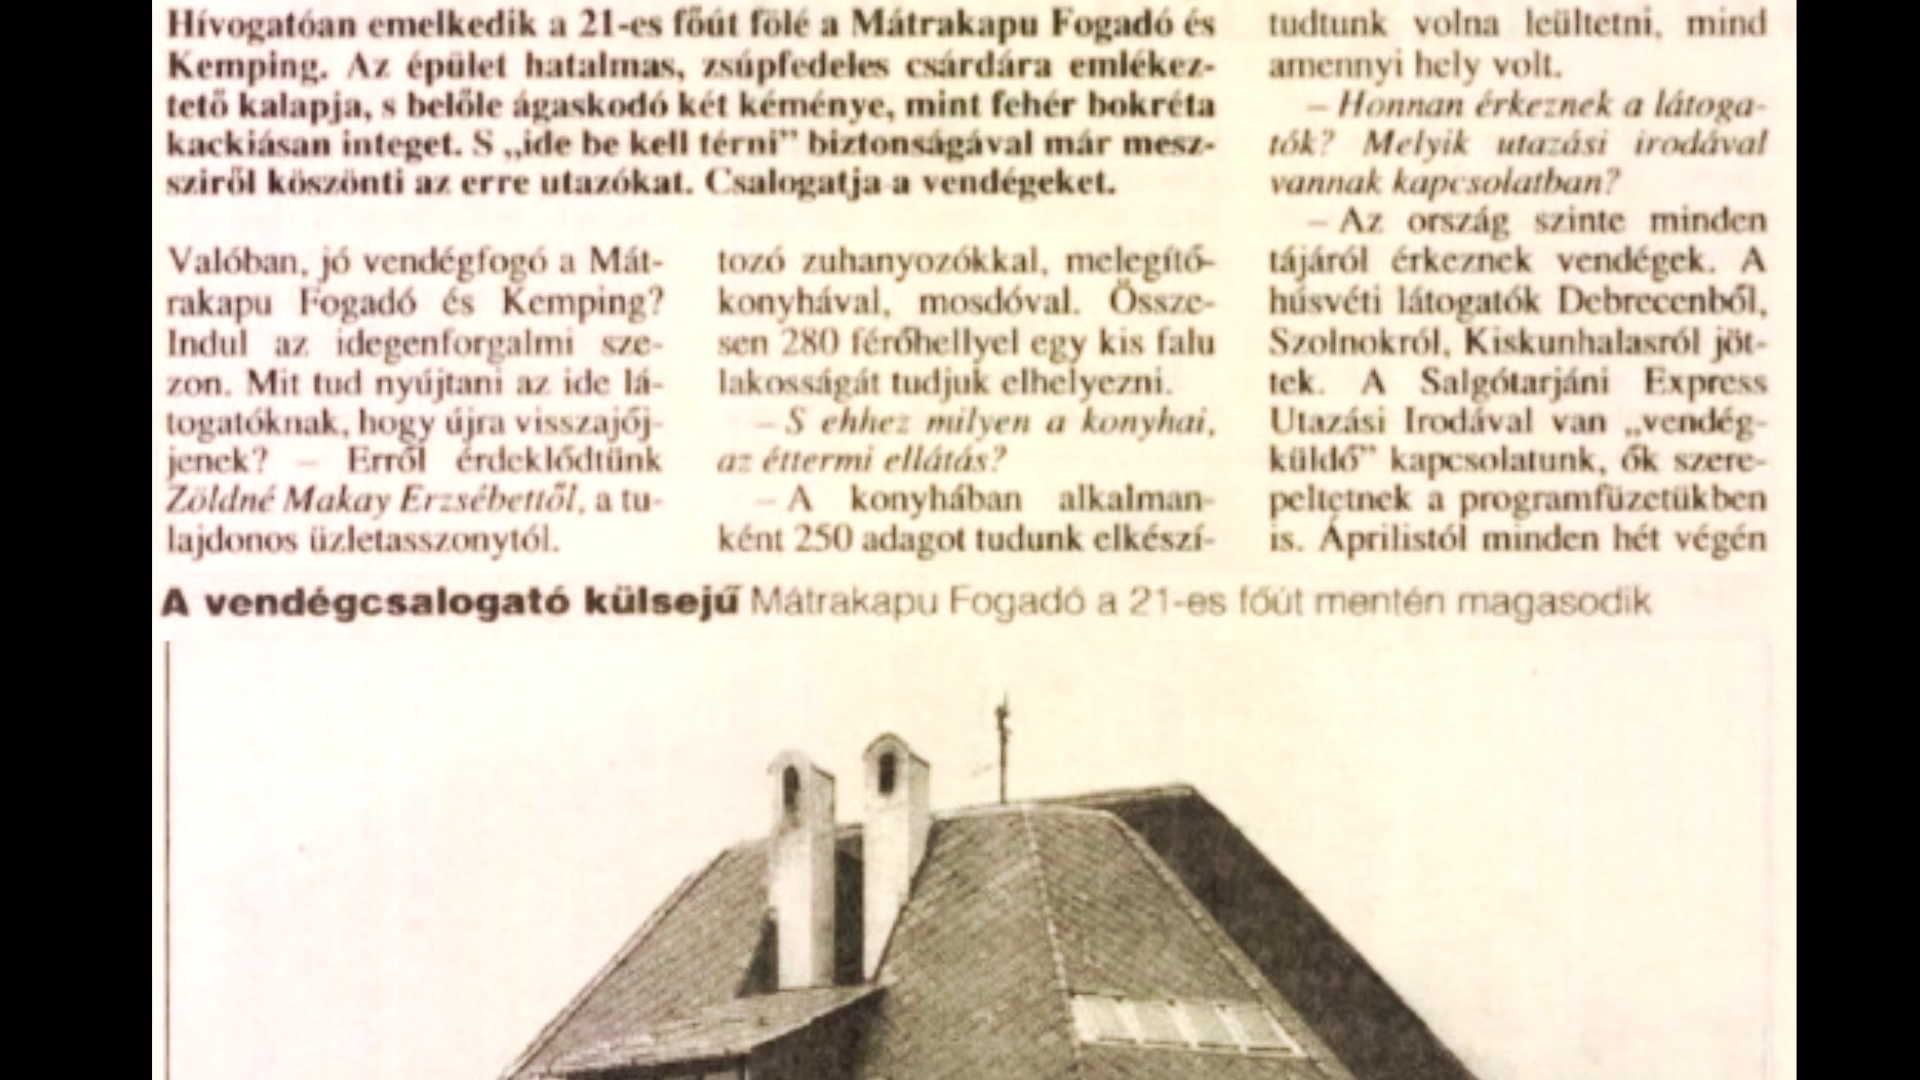 Hívogatóan emelkedik a 21-es főút fölé a Mátrakapu Fogadó és
Kemping. Az épület hatalmas, zsúpfedeles csárdára emlékez-
tető kalapja, s belőle ágaskodó két kéménye, mint fehér bokréta
kackiásan integet. S „ide be kell térni” biztonságával már mesz-
sziről köszönti az erre utazókat. Csalogatja a vendégeket.
Valóban, jó vendégfogó a Mát-
rakapu Fogadó és Kemping?
Indul az idegenforgalmi sze-
zon. Mit tud nyújtani az ide lá-
togatóknak, hogy újra visszajöj-
jenek? – Erről érdeklődtünk
Zöldné Makay Erzsébettől, a tu-
lajdonos üzletasszonytól.
tozó zuhanyozókkal, melegítő-
konyhával, mosdóval. Össze-
sen 280 férőhellyel egy kis falu
lakosságát tudjuk elhelyezni.
– S ehhez milyen a konyhai,
az éttermi ellátás?
– A konyhában alkalman-
ként 250 adagot tudunk elkészí-
tudtunk volna leültetni, mind
amennyi hely volt.
– Honnan érkeznek a látoga-
tók? Melyik utazási irodával
vannak kapcsolatban?
– Az ország szinte minden
tájáról érkeznek vendégek. A
húsvéti látogatók Debrecenből,
Szolnokról, Kiskunhalasról jöt-
tek. A Salgótarjáni Express
Utazási Irodával van „vendég-
küldő” kapcsolatunk, ők szere-
peltetnek a programfüzetükben
is. Áprilistól minden hét végén
A vendégcsalogató külsejű Mátrakapu Fogadó a 21-es főút mentén magasodik